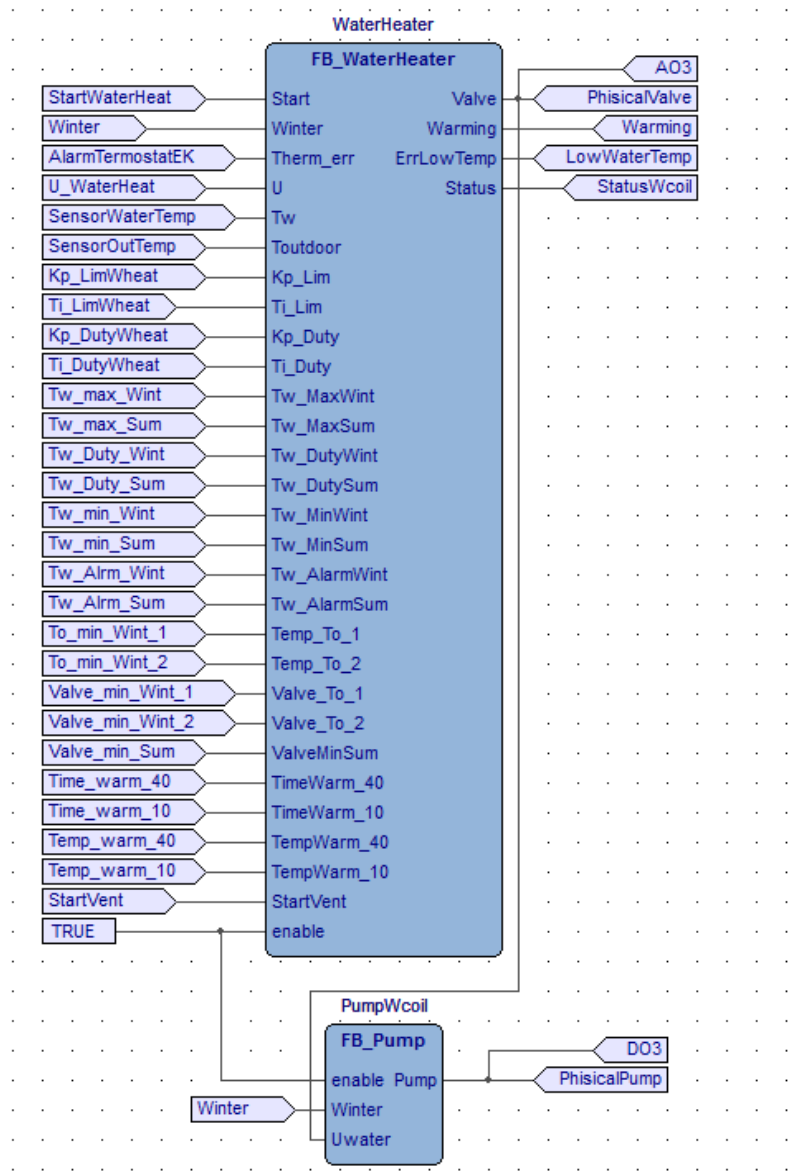 WaterHeater
FB_WaterHeater
AO3
StartWaterHeat Start Valve PhisicalValve
Winter Winter Warming Warming
AlarmTermostatEK Therm_err ErrLowTemp LowWaterTemp
U_WaterHeat U Status StatusWcoil
SensorWaterTemp Tw
SensorOutTemp Toutdoor
Kp_LimWheat Kp_Lim
Ti_LimWheat Ti_Lim
Kp_DutyWheat Kp_Duty
Ti_DutyWheat Ti_Duty
Tw_max_Wint Tw_MaxWint
Tw_max_Sum Tw_MaxSum
Tw_Duty_Wint Tw_DutyWint
Tw_Duty_Sum Tw_DutySum
Tw_min_Wint Tw_MinWint
Tw_min_Sum Tw_MinSum
Tw_Alrm_Wint Tw_AlarmWint
Tw_Alrm_Sum Tw_AlarmSum
To_min_Wint_1 Temp_To_1
To_min_Wint_2 Temp_To_2
Valve_min_Wint_1 Valve_To_1
Valve_min_Wint_2 Valve_To_2
Valve_min_Sum ValveMinSum
Time_warm_40 TimeWarm_40
Time_warm_10 TimeWarm_10
Temp_warm_40 TempWarm_40
Temp_warm_10 TempWarm_10
StartVent StartVent
TRUE enable
PumpWcoil
FB_Pump
DO3
enable Pump PhisicalPump
Winter Winter
Uwater